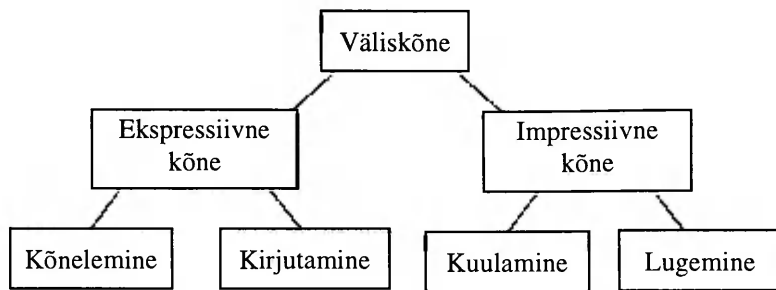 Väliskõne
Ekspressiivne
kõne
Impressiivne
kõne
Kõnelemine
Kirjutamine
Kuulamine
Lugemine